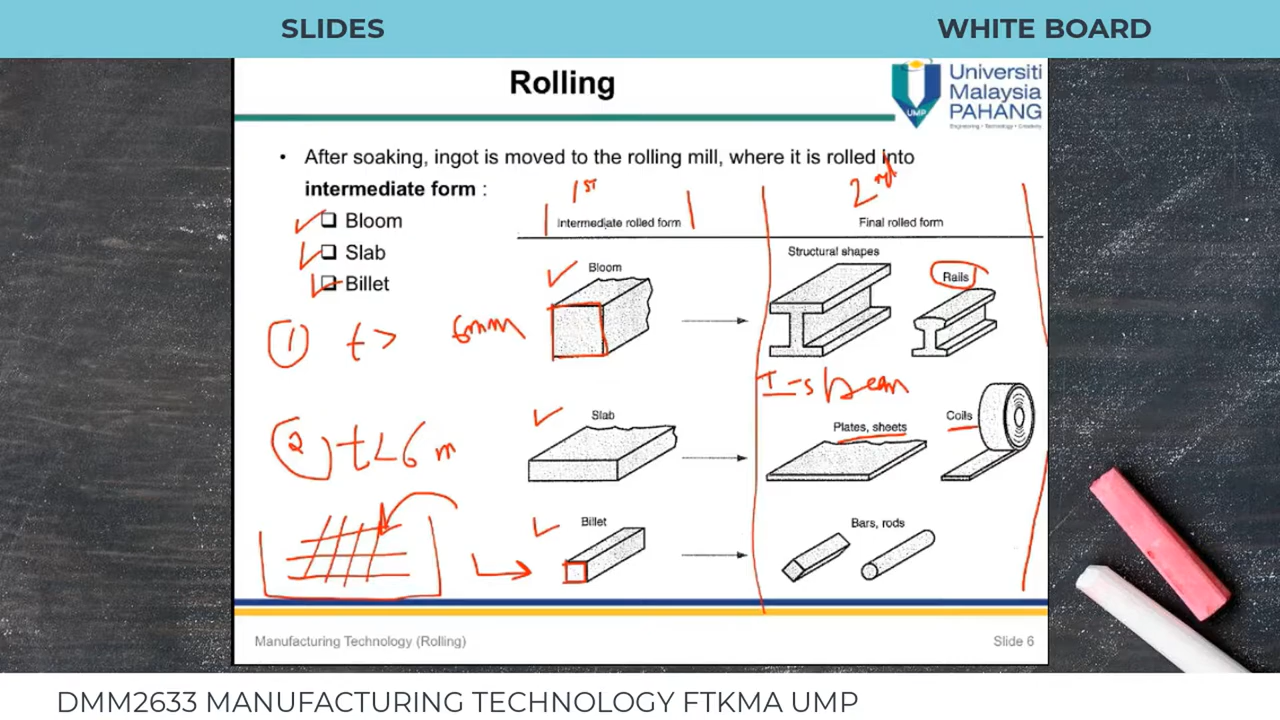 SLIDES
WHITE BOARD
Rolling
Universiti
Malaysia
PAHANG
UMP
Engineering • Technology • Creativity
• After soaking, ingot is moved to the rolling mill, where it is rolled into
intermediate form :
❑ Bloom
❑ Slab
❑ Billet
1st
2nd
Intermediate rolled form
Final rolled form
Bloom
Structural shapes
Rails
① t > 6mm
I-s beam
Slab
Plates, sheets
Coils
② t < 6 m
Billet
Bars, rods
Manufacturing Technology (Rolling)
Slide 6
DMM2633 MANUFACTURING TECHNOLOGY FTKMA UMP